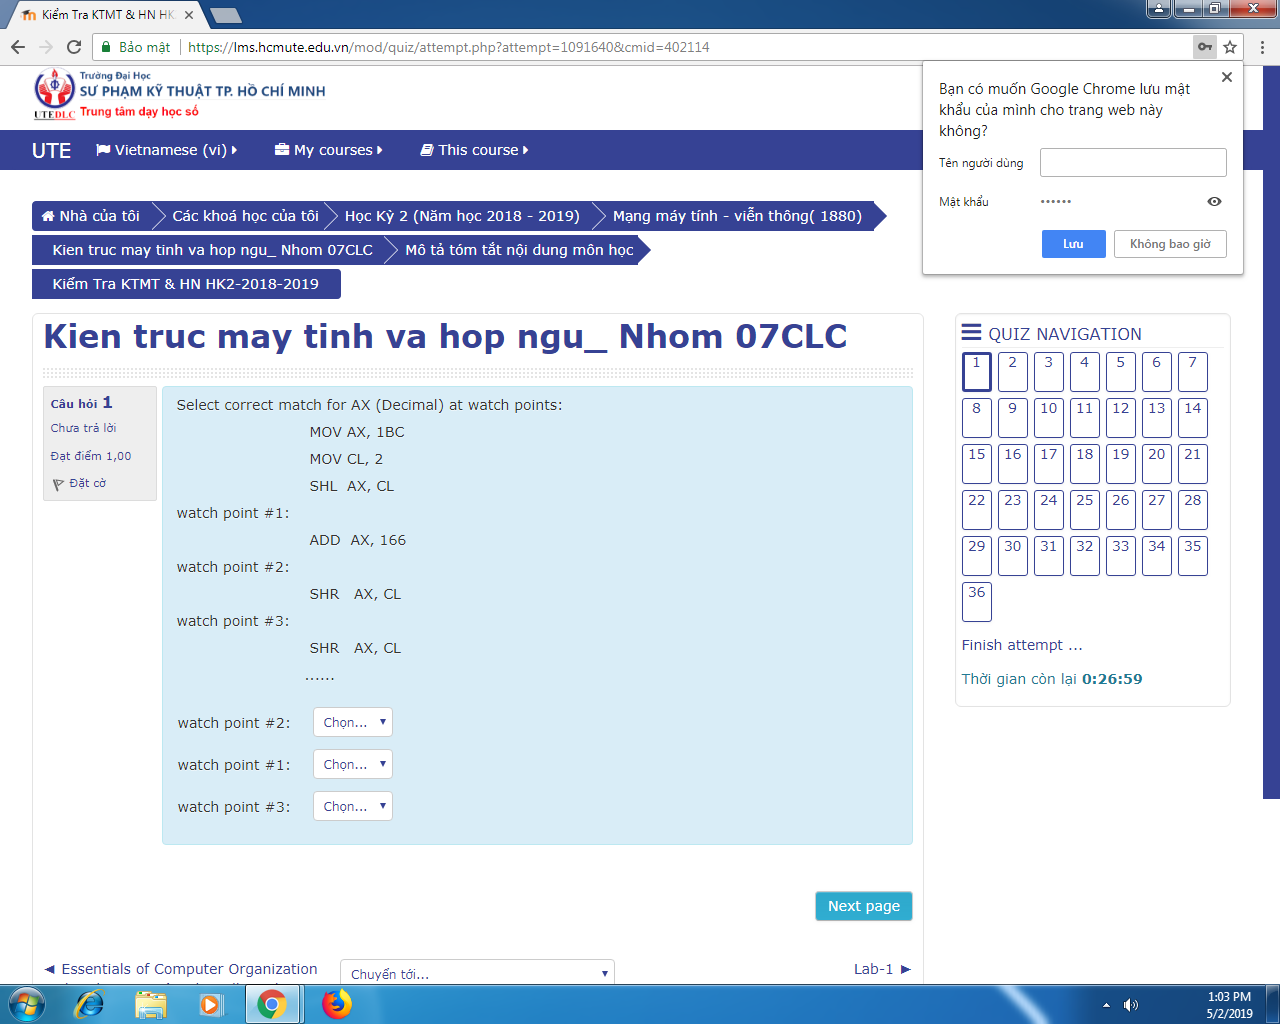 Kiểm Tra KTMT & HN HK
Bảo mật
https://lms.hcmute.edu.vn/mod/quiz/attempt.php?attempt=1091640&cmid=402114
Bạn có muốn Google Chrome lưu mật
khẩu của mình cho trang web này
không?
Tên người dùng
Mật khẩu
••••••
Lưu
Không bao giờ
Trường Đại Học
SƯ PHẠM KỸ THUẬT TP. HỒ CHÍ MINH
UTEDLC
Trung tâm dạy học số
UTE
Vietnamese (vi)
My courses
This course
Nhà của tôi
Các khoá học của tôi
Học Kỳ 2 (Năm học 2018 - 2019)
Mạng máy tính - viễn thông( 1880)
Kien truc may tinh va hop ngu_ Nhom 07CLC
Mô tả tóm tắt nội dung môn học
Kiểm Tra KTMT & HN HK2-2018-2019
Kien truc may tinh va hop ngu_ Nhom 07CLC
Câu hỏi 1
Chưa trả lời
Đạt điểm 1,00
Đặt cờ
Select correct match for AX (Decimal) at watch points:
MOV AX, 1BC
MOV CL, 2
SHL AX, CL
watch point #1:
ADD AX, 166
watch point #2:
SHR AX, CL
watch point #3:
SHR AX, CL
......
watch point #2: Chọn...
watch point #1: Chọn...
watch point #3: Chọn...
Next page
◄ Essentials of Computer Organization
Chuyển tới...
Lab-1 ►
QUIZ NAVIGATION
1 2 3 4 5 6 7
8 9 10 11 12 13 14
15 16 17 18 19 20 21
22 23 24 25 26 27 28
29 30 31 32 33 34 35
36
Finish attempt ...
Thời gian còn lại 0:26:59
1:03 PM
5/2/2019